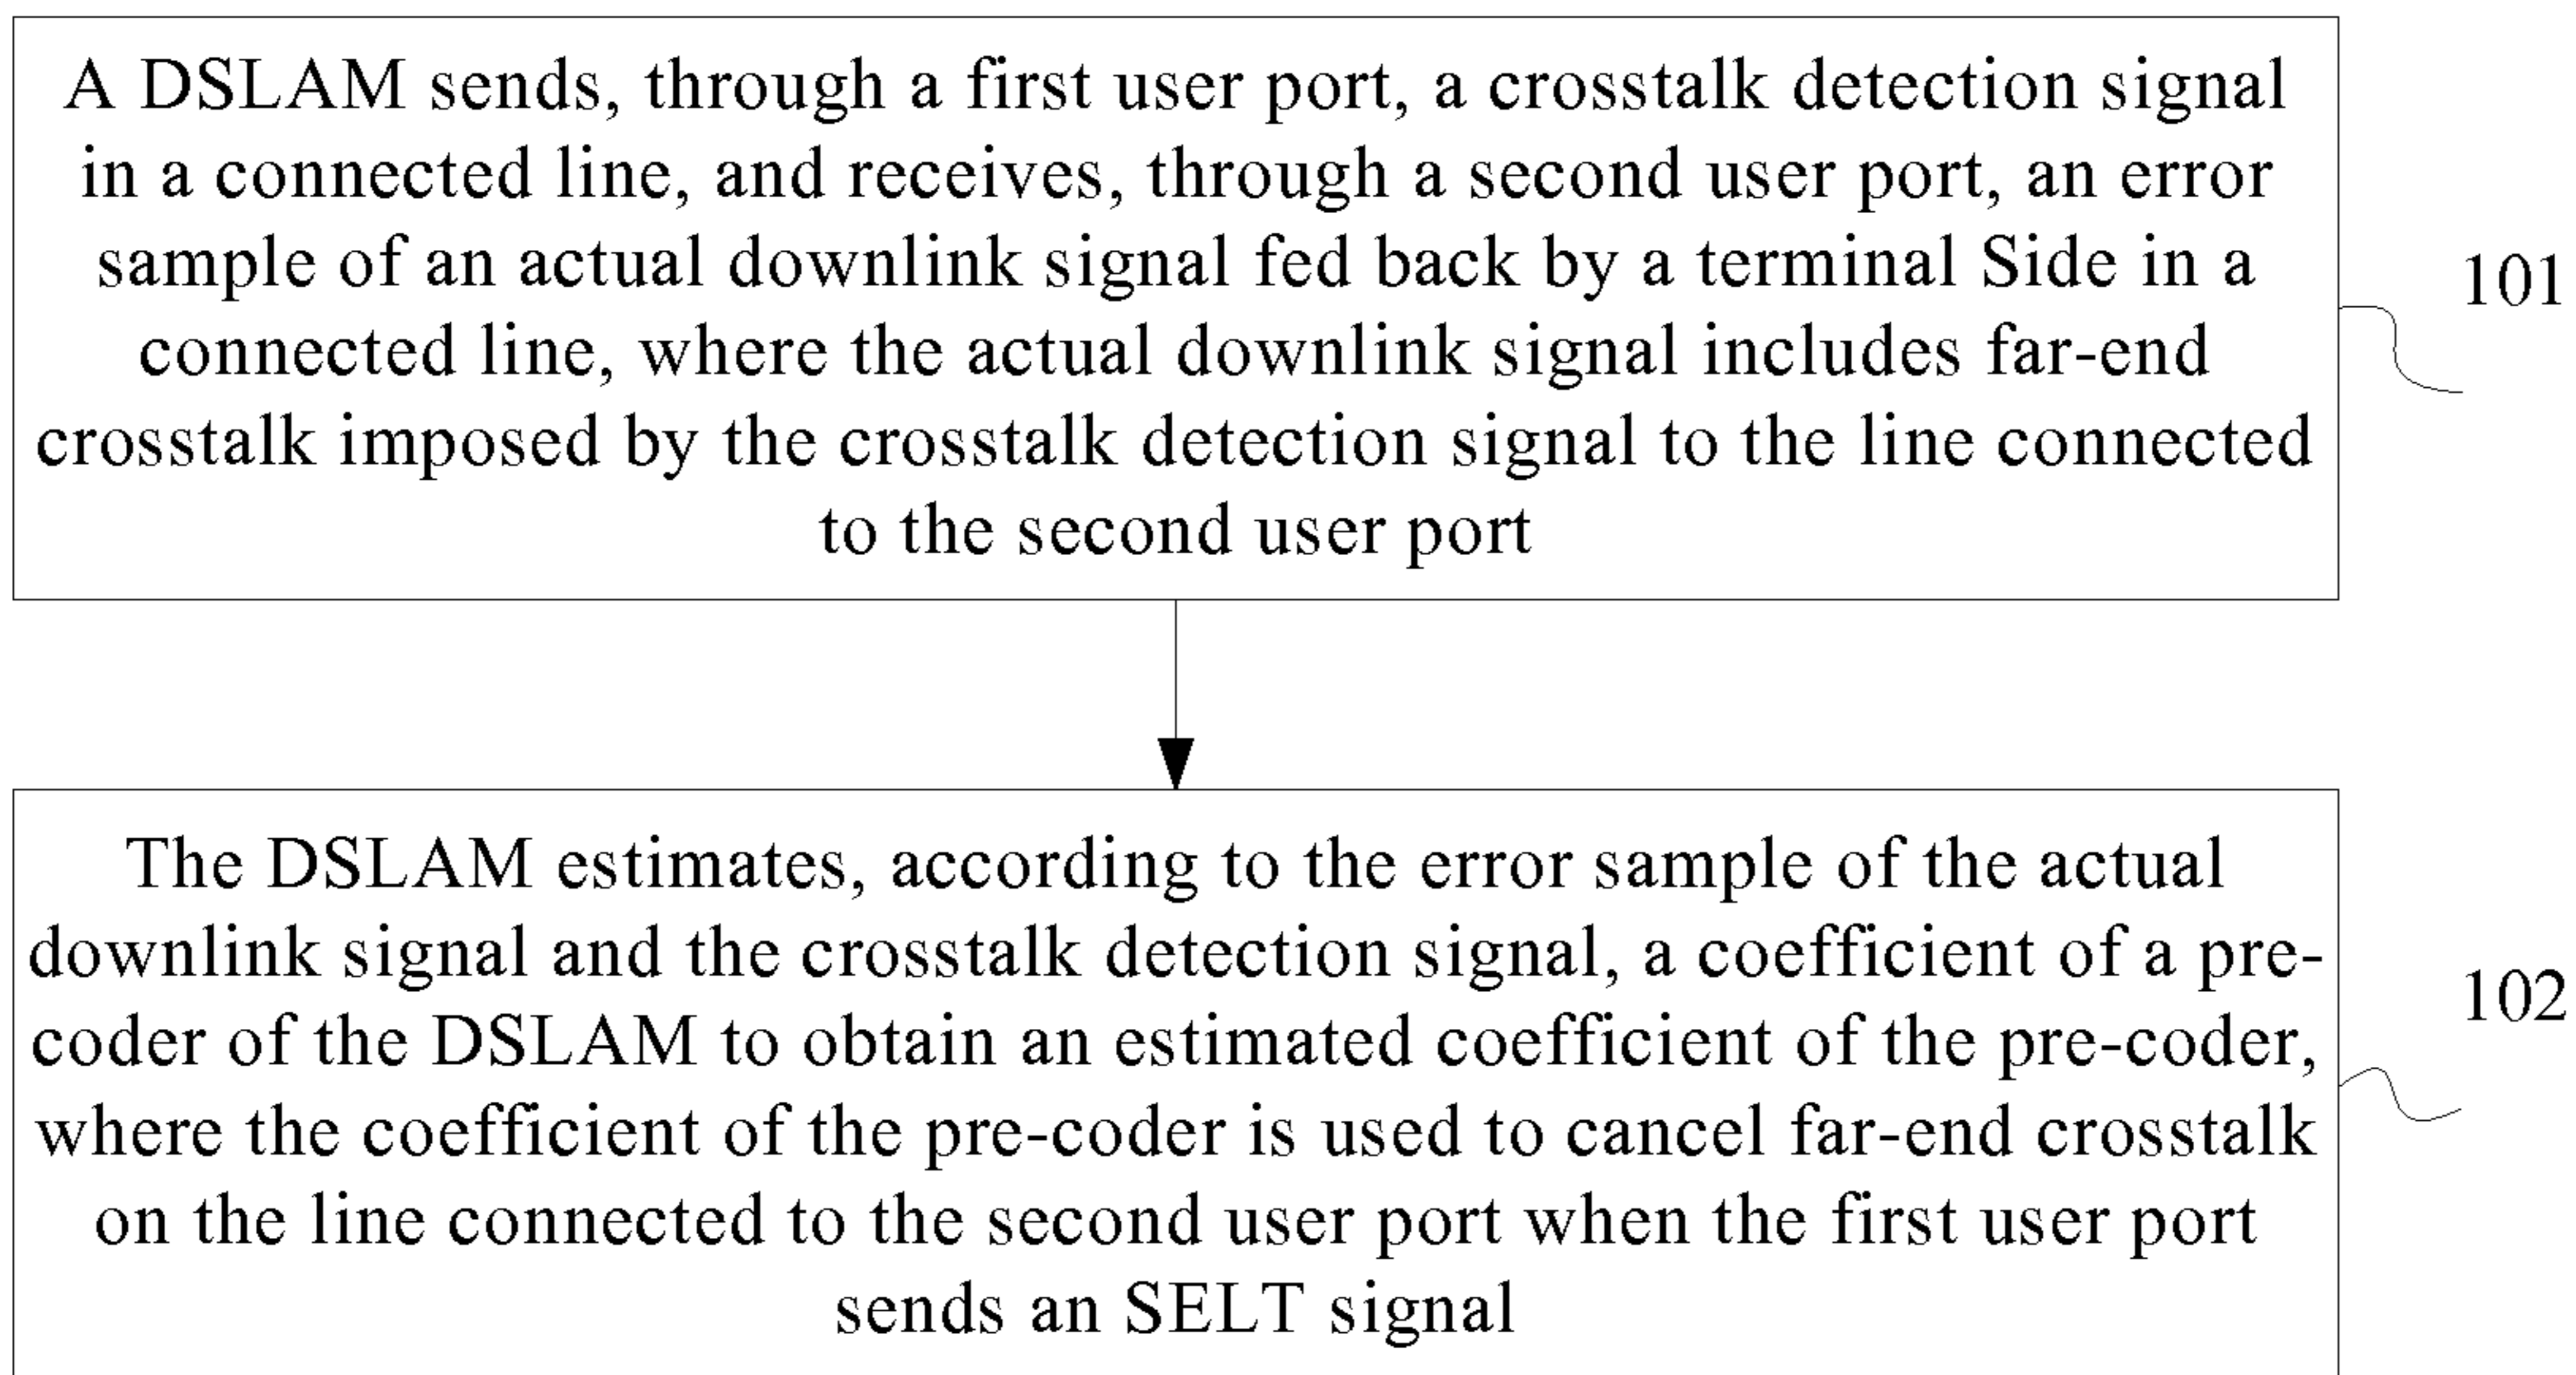 A DSLAM sends, through a first user port, a crosstalk detection signal
in a connected line, and receives, through a second user port, an error
sample of an actual downlink signal fed back by a terminal Side in a
connected line, where the actual downlink signal includes far-end
crosstalk imposed by the crosstalk detection signal to the line connected
to the second user port
101
The DSLAM estimates, according to the error sample of the actual
downlink signal and the crosstalk detection signal, a coefficient of a pre-
coder of the DSLAM to obtain an estimated coefficient of the pre-coder,
where the coefficient of the pre-coder is used to cancel far-end crosstalk
on the line connected to the second user port when the first user port
sends an SELT signal
102